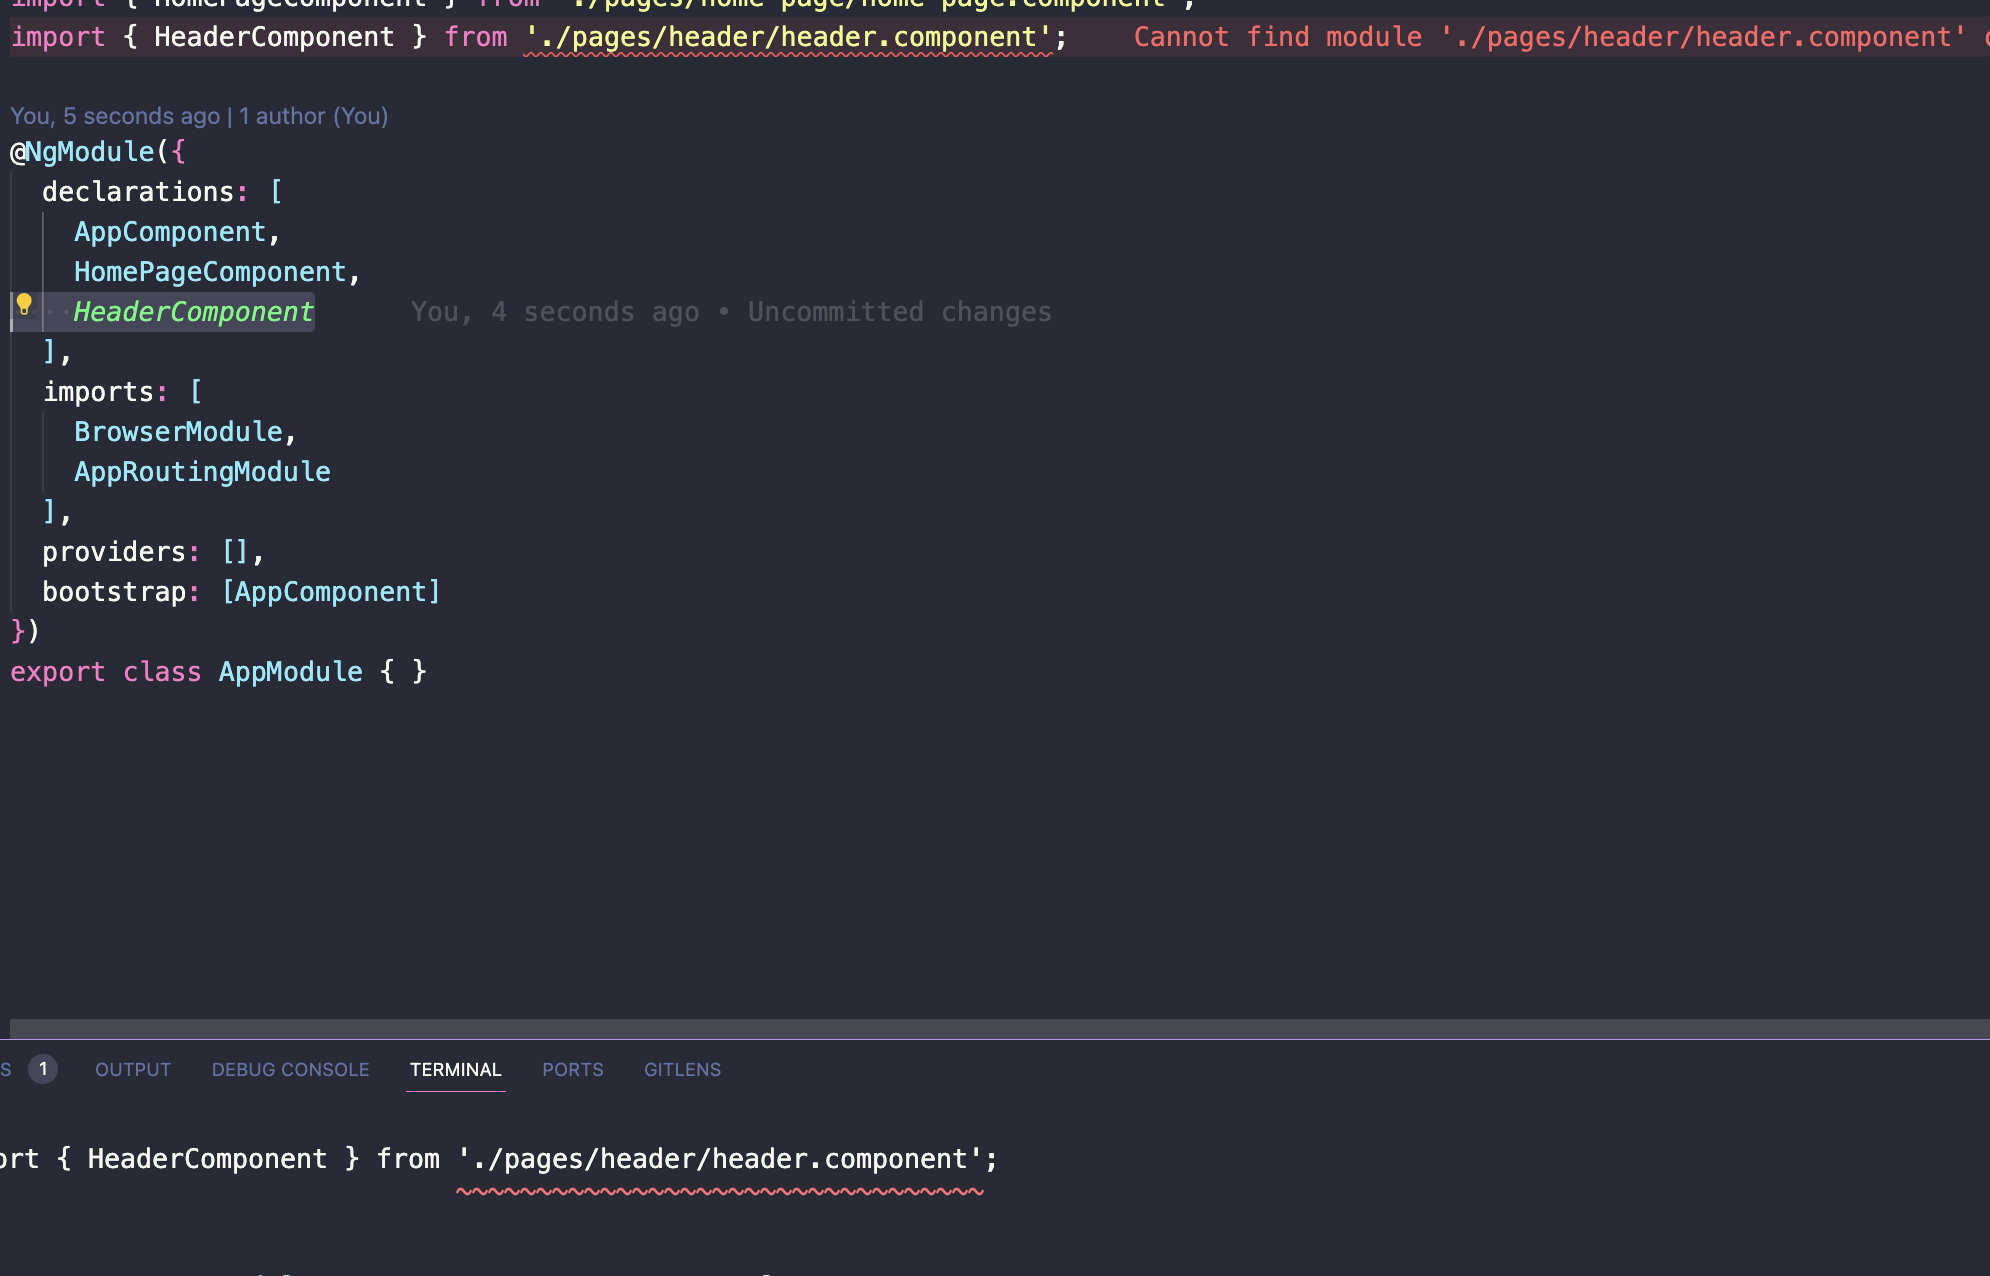 import { HomePageComponent } from './pages/home-page/home-page.component';
import { HeaderComponent } from './pages/header/header.component';    Cannot find module './pages/header/header.component'
You, 5 seconds ago | 1 author (You)
@NgModule({
  declarations: [
    AppComponent,
    HomePageComponent,
    HeaderComponent    You, 4 seconds ago • Uncommitted changes
  ],
  imports: [
    BrowserModule,
    AppRoutingModule
  ],
  providers: [],
  bootstrap: [AppComponent]
})
export class AppModule { }
S 1 OUTPUT DEBUG CONSOLE TERMINAL PORTS GITLENS
ort { HeaderComponent } from './pages/header/header.component';